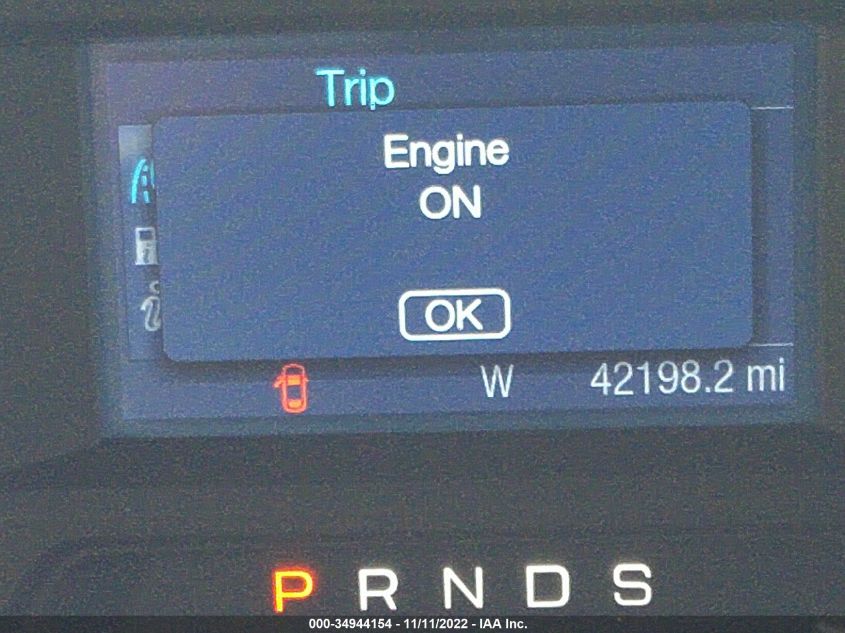 Trip
Engine
ON
OK
W 42198.2 mi
P R N D S
000-34944154 - 11/11/2022 - IAA Inc.